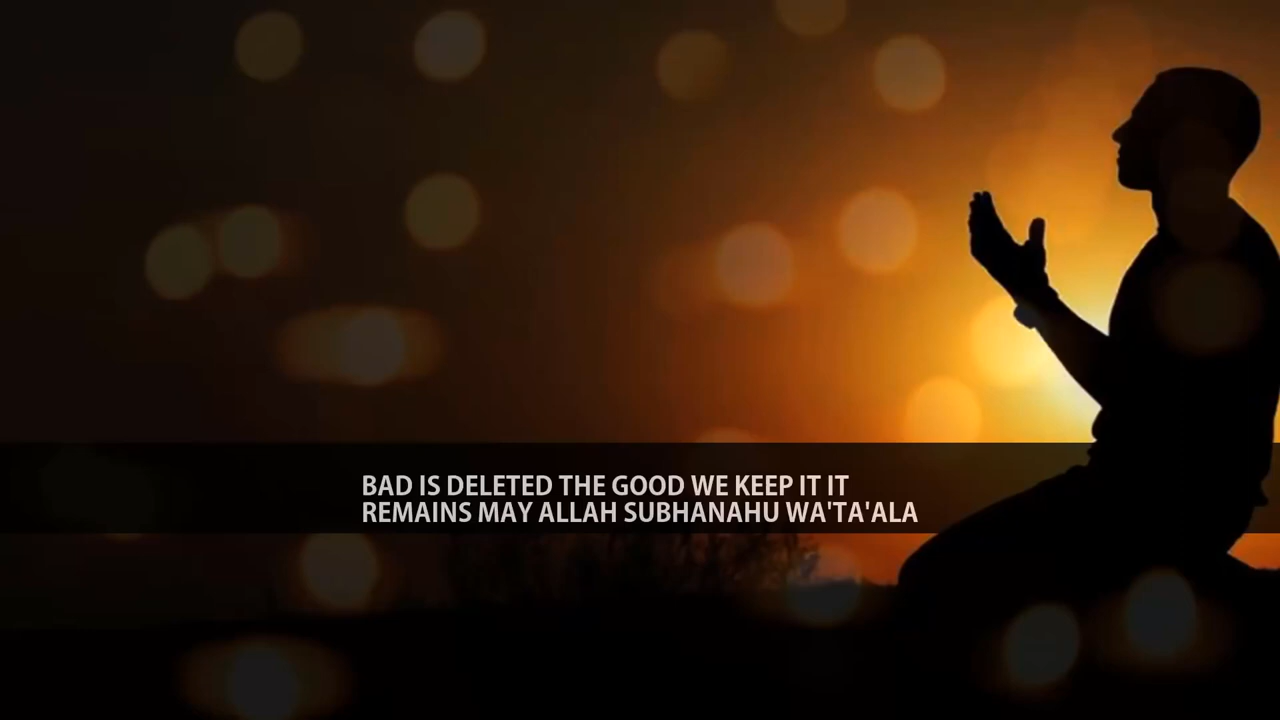 BAD IS DELETED THE GOOD WE KEEP IT IT
REMAINS MAY ALLAH SUBHANAHU WA'TA'ALA